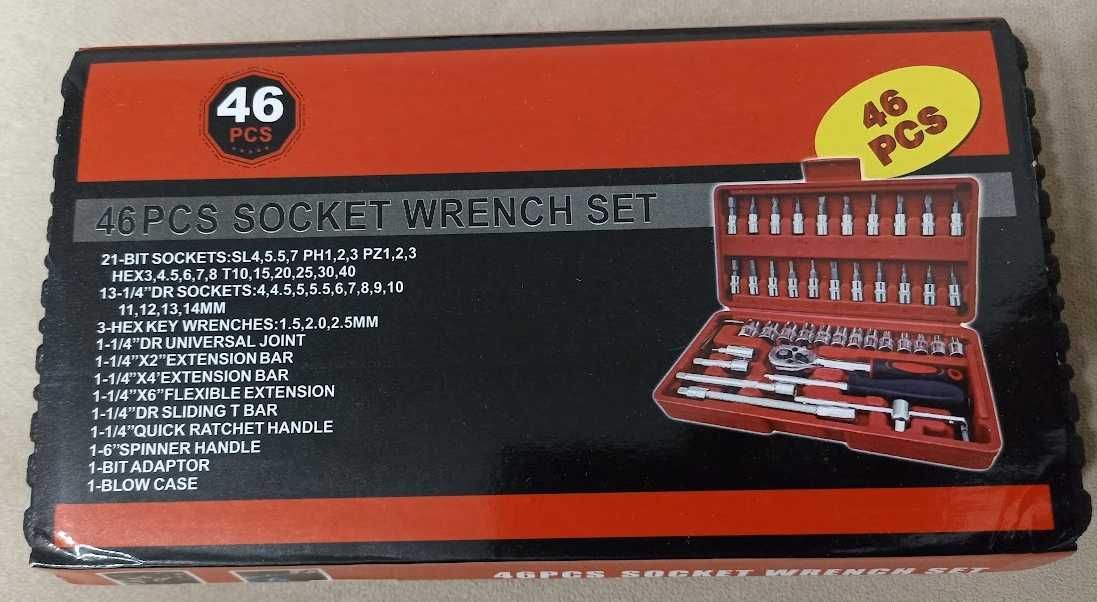 46
PCS
46
PCS
46PCS SOCKET WRENCH SET
21-BIT SOCKETS:SL4,5.5,7 PH1,2,3 PZ1,2,3
HEX3,4.5,6,7,8 T10,15,20,25,30,40
13-1/4"DR SOCKETS:4,4.5,5,5.5,6,7,8,9,10
11,12,13,14MM
3-HEX KEY WRENCHES:1.5,2.0,2.5MM
1-1/4"DR UNIVERSAL JOINT
1-1/4"X2"EXTENSION BAR
1-1/4"X4'EXTENSION BAR
1-1/4"X6"FLEXIBLE EXTENSION
1-1/4"DR SLIDING T BAR
1-1/4"QUICK RATCHET HANDLE
1-6"SPINNER HANDLE
1-BIT ADAPTOR
1-BLOW CASE
46PCS SOCKET WRENCH SET